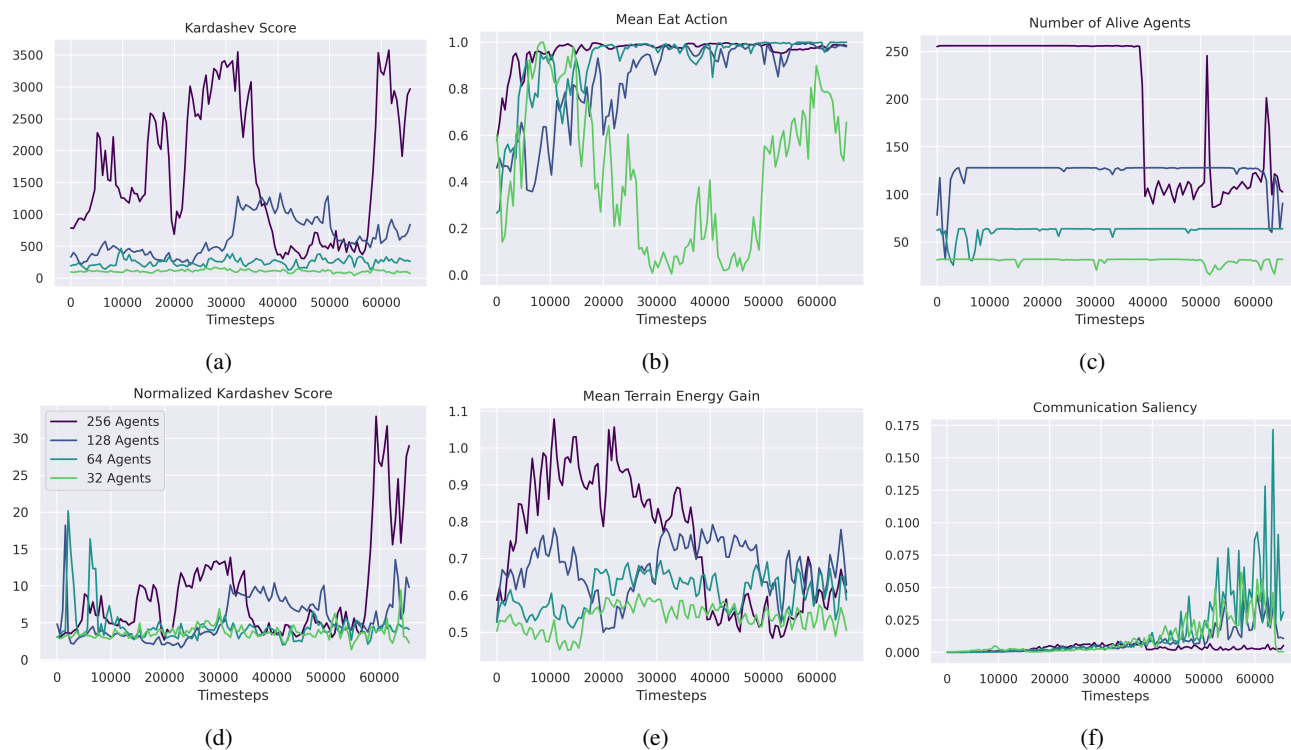 Kardashev Score
3500
3000
2500
2000
1500
1000
500
0
0 10000 20000 30000 40000 50000 60000
Timesteps
(a)
Mean Eat Action
1.0
0.8
0.6
0.4
0.2
0.0
0 10000 20000 30000 40000 50000 60000
Timesteps
(b)
Number of Alive Agents
250
200
150
100
50
0 10000 20000 30000 40000 50000 60000
Timesteps
(c)
Normalized Kardashev Score
30
25
20
15
10
5
0
256 Agents
128 Agents
64 Agents
32 Agents
0 10000 20000 30000 40000 50000 60000
Timesteps
(d)
Mean Terrain Energy Gain
1.1
1.0
0.9
0.8
0.7
0.6
0.5
0 10000 20000 30000 40000 50000 60000
Timesteps
(e)
Communication Saliency
0.175
0.150
0.125
0.100
0.075
0.050
0.025
0.000
0 10000 20000 30000 40000 50000 60000
Timesteps
(f)